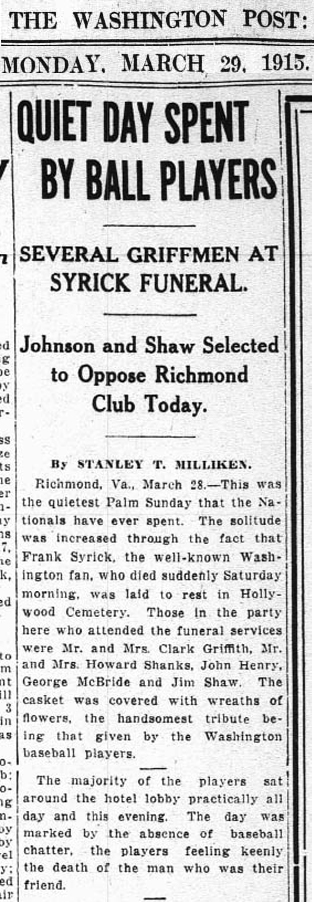 THE WASHINGTON POST:
MONDAY, MARCH 29, 1915.
QUIET DAY SPENT
BY BALL PLAYERS
SEVERAL GRIFFMEN AT
SYRICK FUNERAL.
Johnson and Shaw Selected
to Oppose Richmond
Club Today.
By STANLEY T. MILLIKEN.
Richmond, Va., March 28.—This was
the quietest Palm Sunday that the Na-
tionals have ever spent. The solitude
was increased through the fact that
Frank Syrick, the well-known Wash-
ington fan, who died suddenly Saturday
morning, was laid to rest in Holly-
wood Cemetery. Those in the party
here who attended the funeral services
were Mr. and Mrs. Clark Griffith, Mr.
and Mrs. Howard Shanks, John Henry,
George McBride and Jim Shaw. The
casket was covered with wreaths of
flowers, the handsomest tribute be-
ing that given by the Washington
baseball players.
The majority of the players sat
around the hotel lobby practically all
day and this evening. The day was
marked by the absence of baseball
chatter, the players feeling keenly
the death of the man who was their
friend.